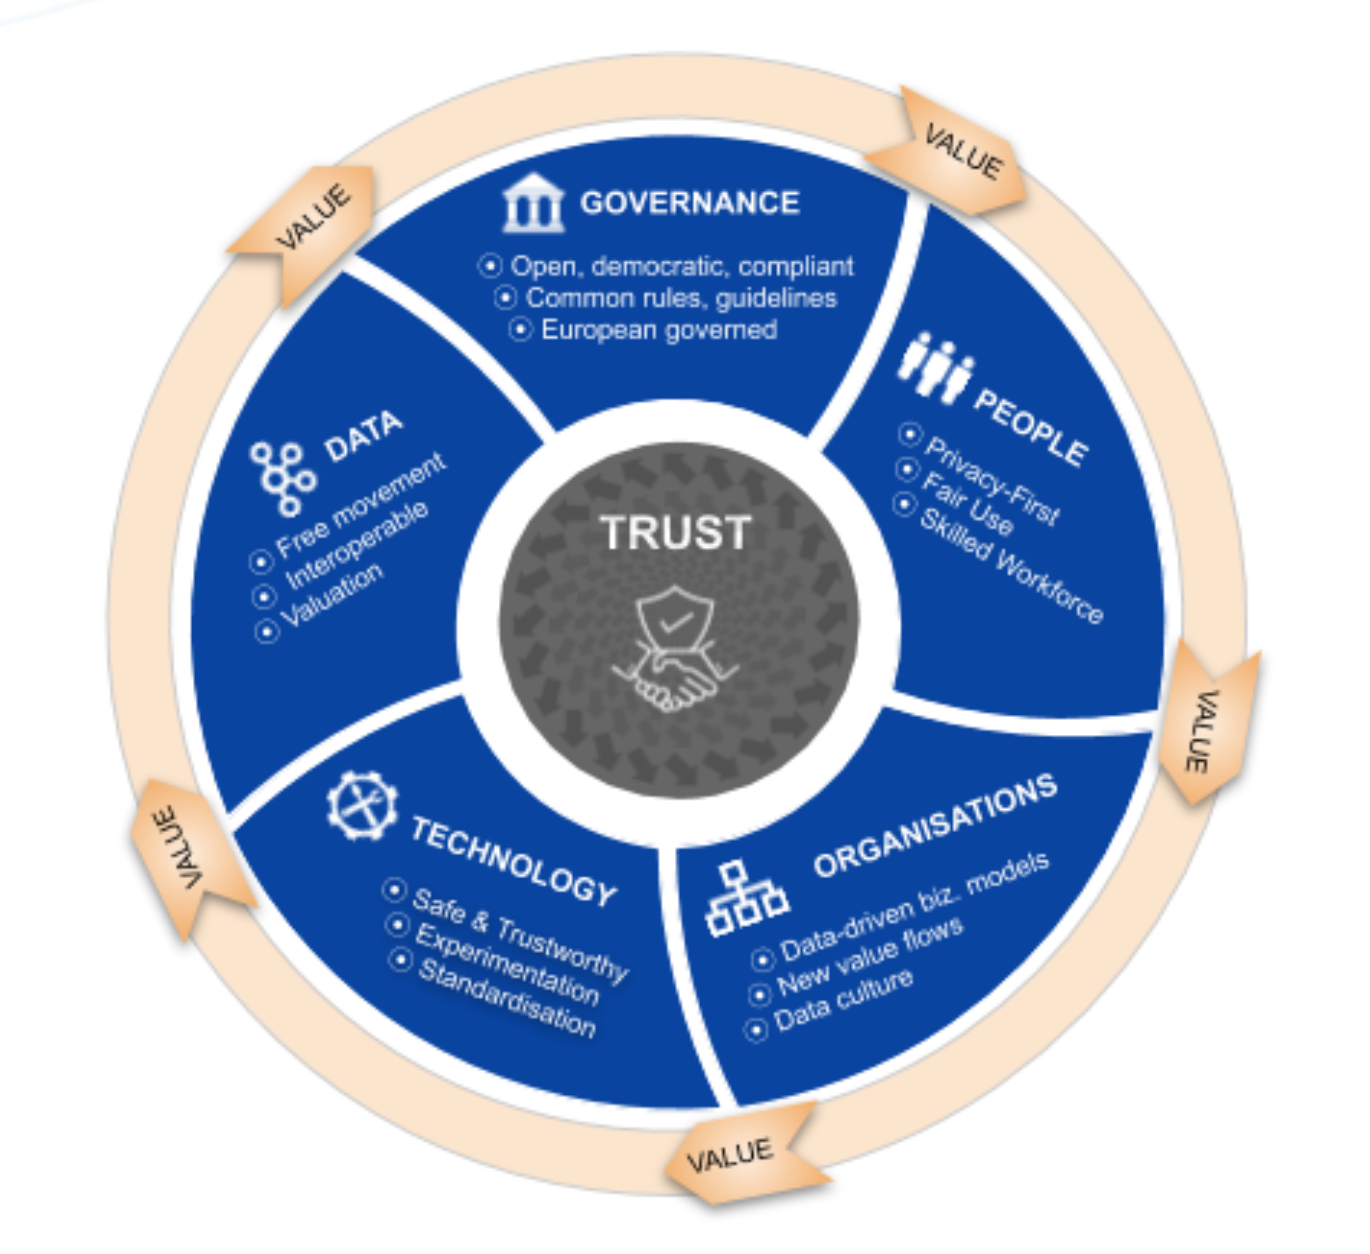 VALUE
VALUE
GOVERNANCE
Open, democratic, compliant
Common rules, guidelines
European governed
PEOPLE
Privacy-First
Fair Use
Skilled Workforce
DATA
Free movement
Interoperable
Valuation
TRUST
VALUE
ORGANISATIONS
Data-driven biz. models
New value flows
Data culture
TECHNOLOGY
Safe & Trustworthy
Experimentation
Standardisation
VALUE
VALUE